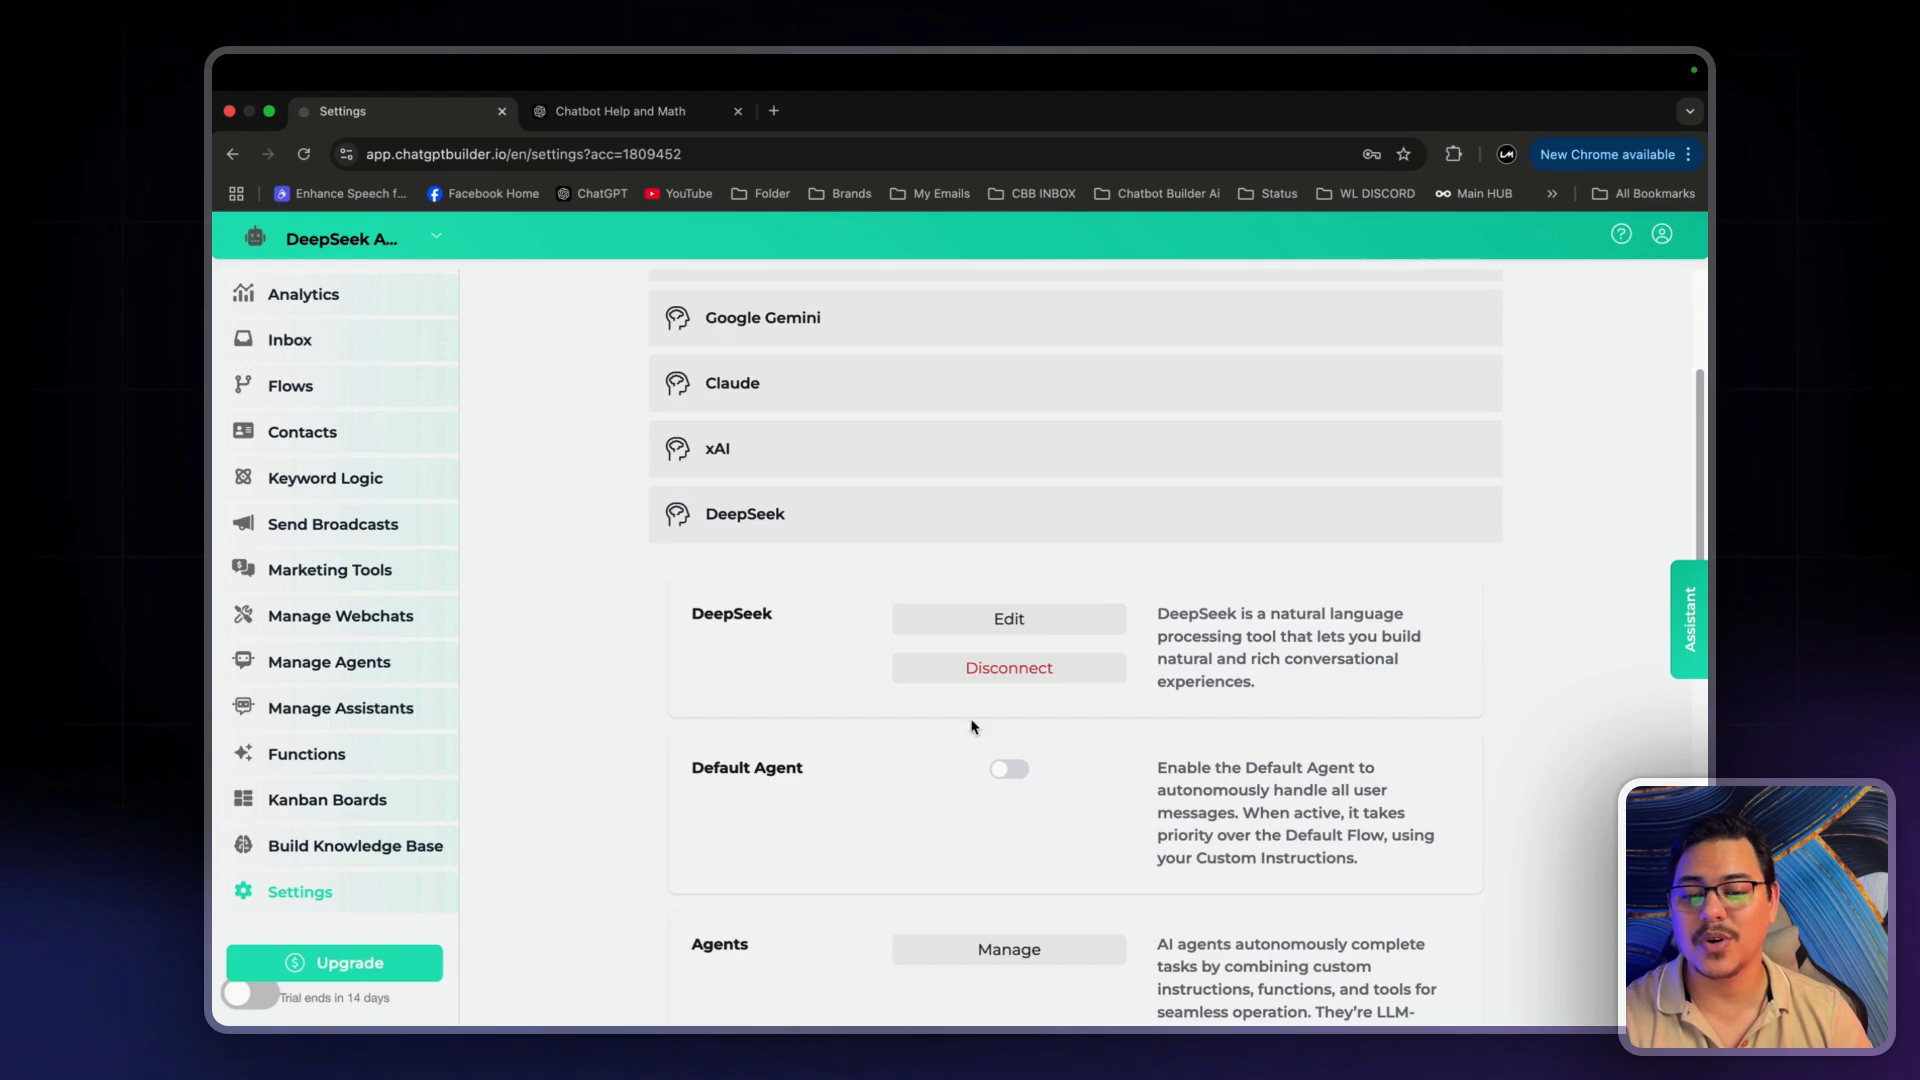 Settings
Chatbot Help and Math
app.chatgptbuilder.io/en/settings?acc=1809452
New Chrome available
Enhance Speech f...
Facebook Home
ChatGPT
YouTube
Folder
Brands
My Emails
CBB INBOX
Chatbot Builder Ai
Status
WL DISCORD
Main HUB
All Bookmarks
DeepSeek A...
Analytics
Inbox
Flows
Contacts
Keyword Logic
Send Broadcasts
Marketing Tools
Manage Webchats
Manage Agents
Manage Assistants
Functions
Kanban Boards
Build Knowledge Base
Settings
Upgrade
Trial ends in 14 days
Google Gemini
Claude
xAI
DeepSeek
DeepSeek
Edit
Disconnect
DeepSeek is a natural language
processing tool that lets you build
natural and rich conversational
experiences.
Default Agent
Enable the Default Agent to
autonomously handle all user
messages. When active, it takes
priority over the Default Flow, using
your Custom Instructions.
Agents
Manage
AI agents autonomously complete
tasks by combining custom
instructions, functions, and tools for
seamless operation. They're LLM-
Assistant